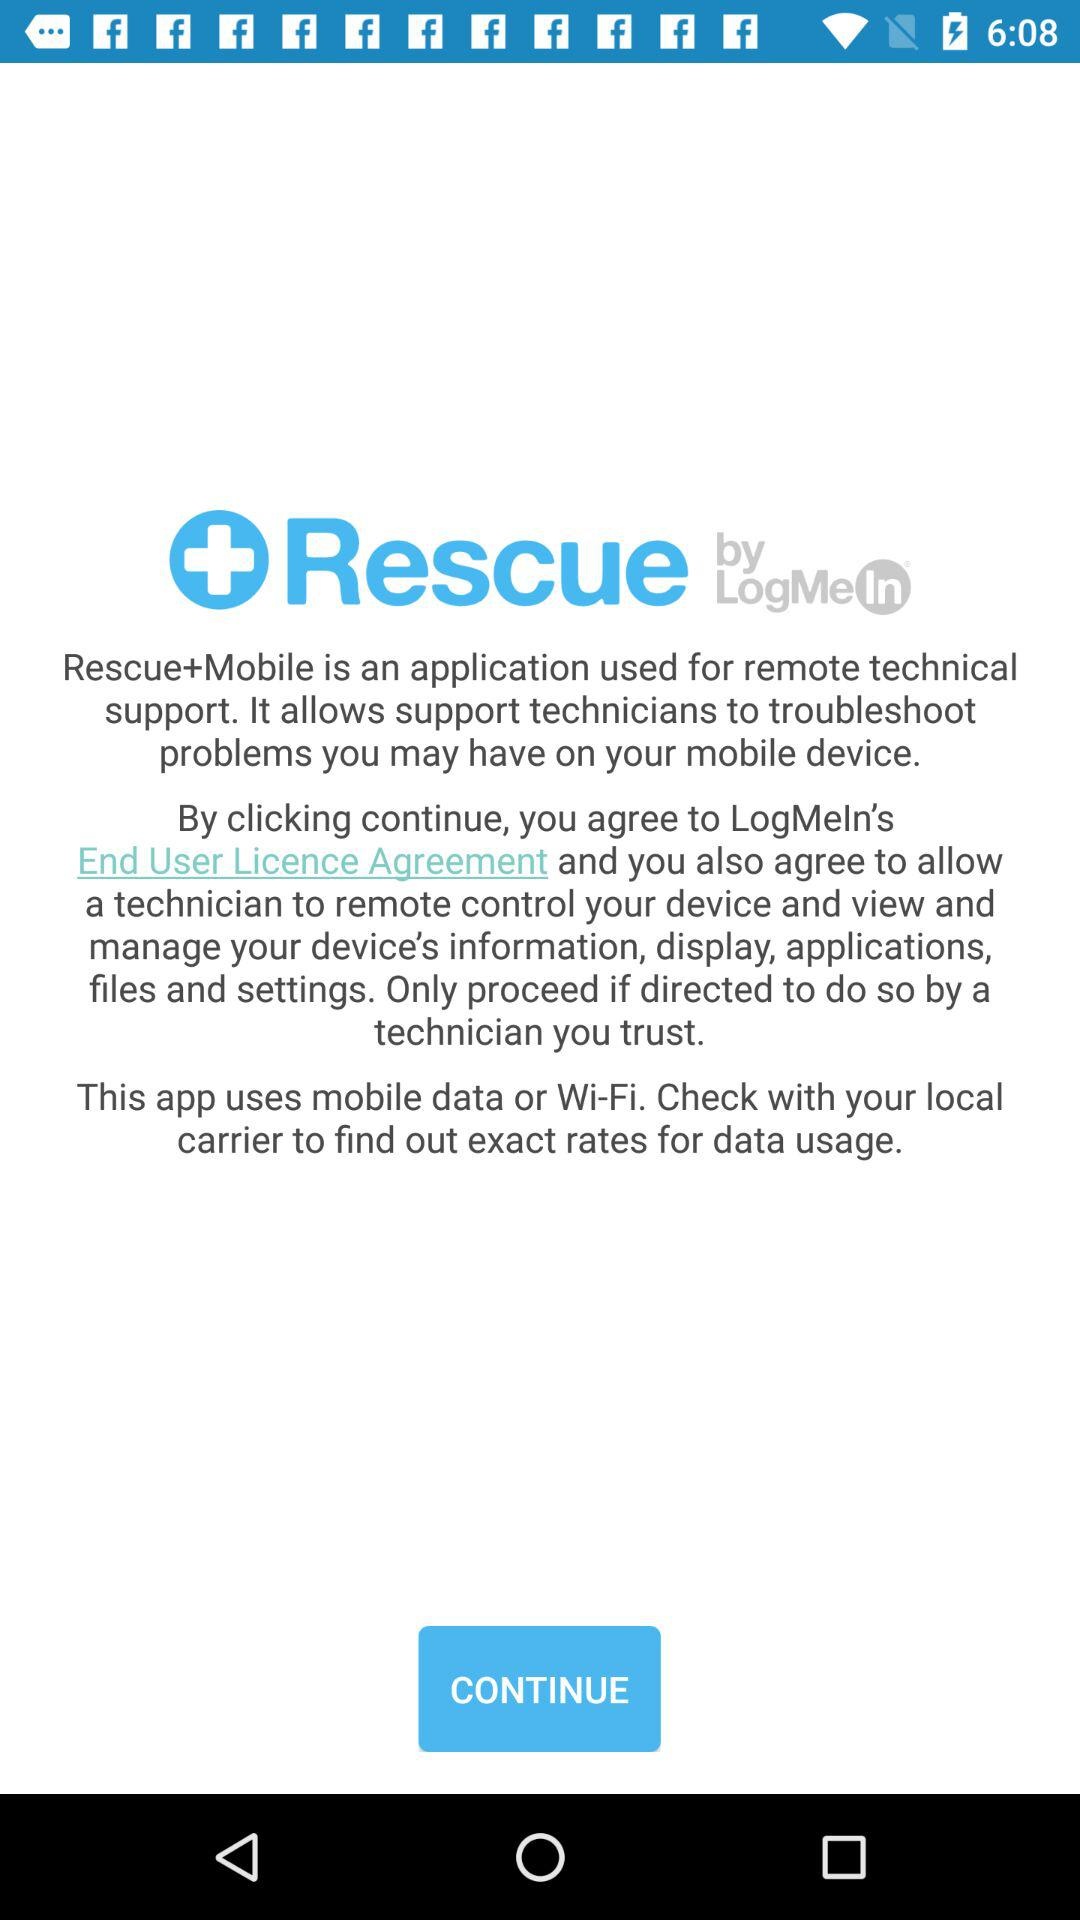 6:08
Rescue by
LogMeIn®
Rescue+Mobile is an application used for remote technical
support. It allows support technicians to troubleshoot
problems you may have on your mobile device.
By clicking continue, you agree to LogMeIn’s
End User Licence Agreement and you also agree to allow
a technician to remote control your device and view and
manage your device’s information, display, applications,
files and settings. Only proceed if directed to do so by a
technician you trust.
This app uses mobile data or Wi-Fi. Check with your local
carrier to find out exact rates for data usage.
CONTINUE